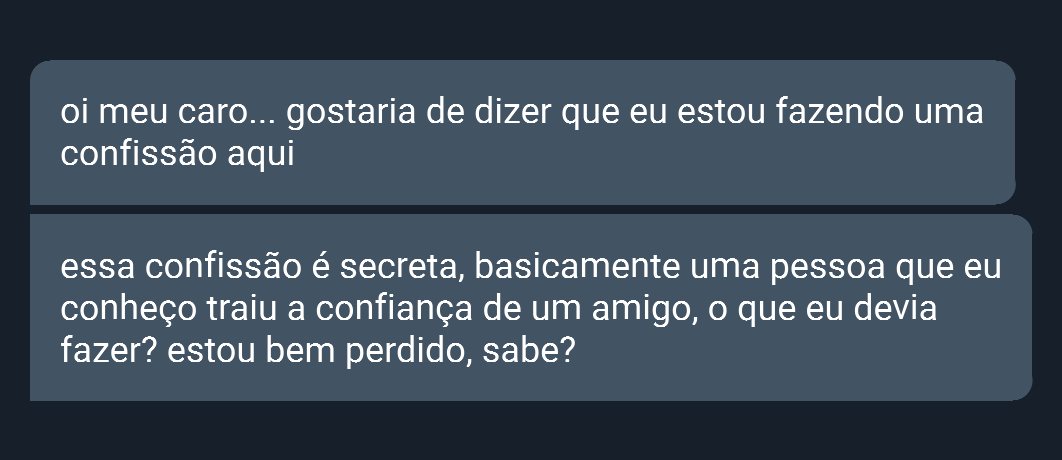 oi meu caro... gostaria de dizer que eu estou fazendo uma
confissão aqui
essa confissão é secreta, basicamente uma pessoa que eu
conheço traiu a confiança de um amigo, o que eu devia
fazer? estou bem perdido, sabe?